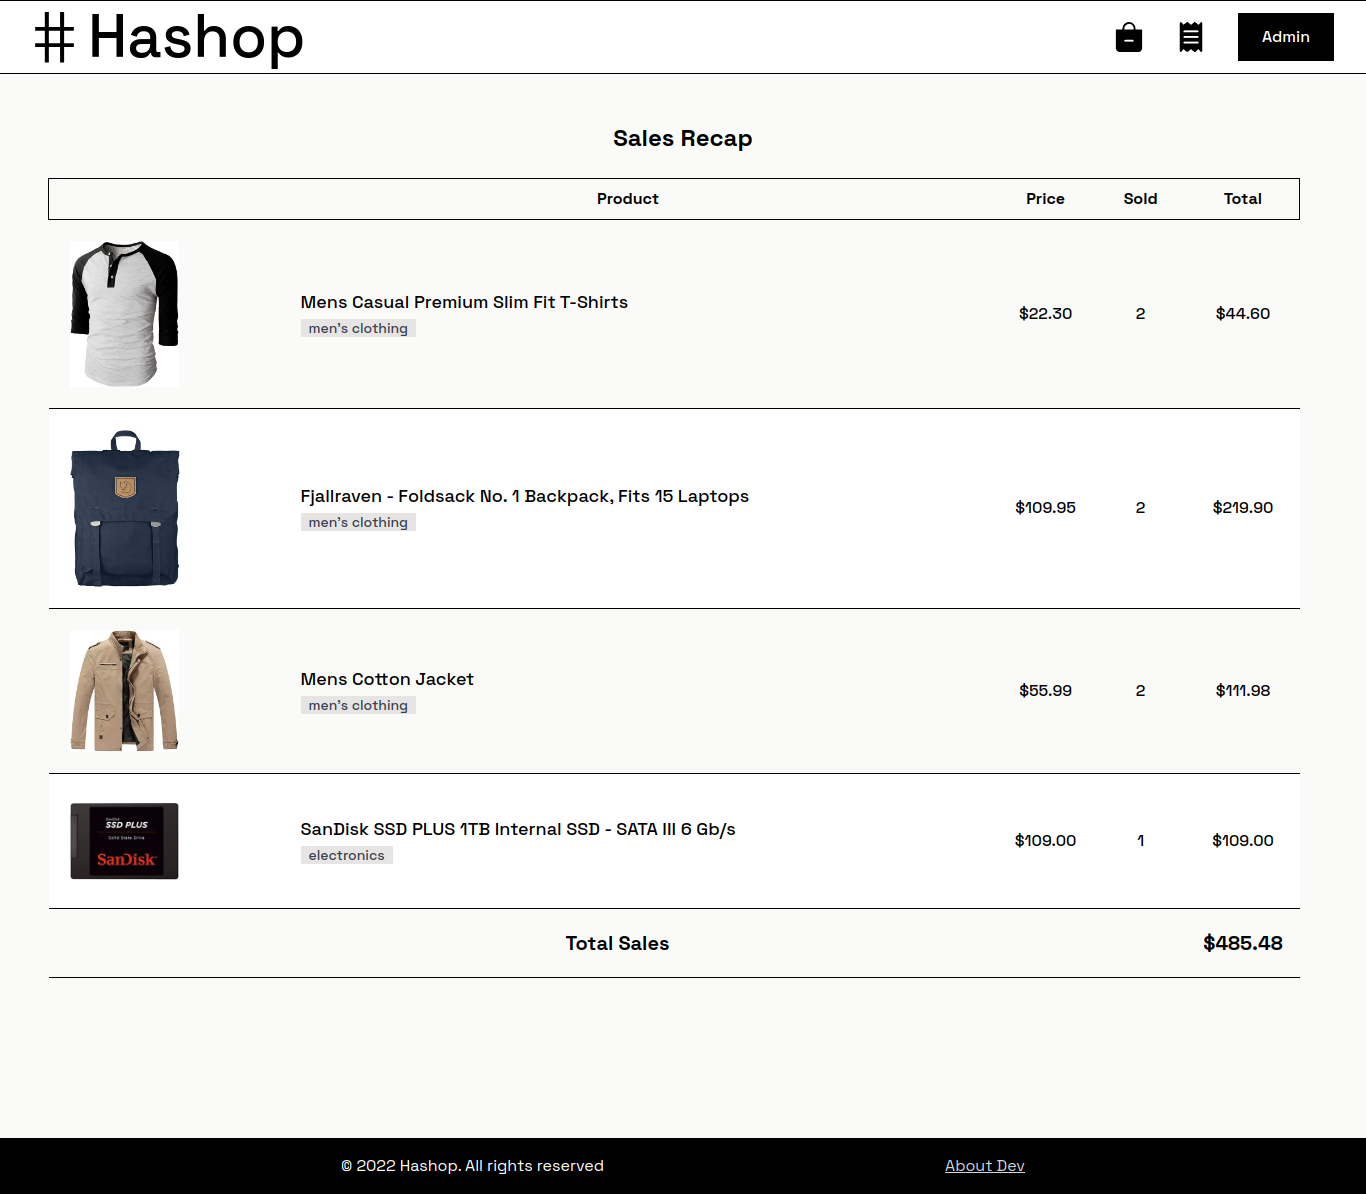 # Hashop
Admin
Sales Recap
Product Price Sold Total
Mens Casual Premium Slim Fit T-Shirts
men's clothing
$22.30 2 $44.60
Fjallraven - Foldsack No. 1 Backpack, Fits 15 Laptops
men's clothing
$109.95 2 $219.90
Mens Cotton Jacket
men's clothing
$55.99 2 $111.98
SanDisk
SSD PLUS
Solid State Drive
SanDisk
SanDisk SSD PLUS 1TB Internal SSD - SATA III 6 Gb/s
electronics
$109.00 1 $109.00
Total Sales $485.48
© 2022 Hashop. All rights reserved About Dev